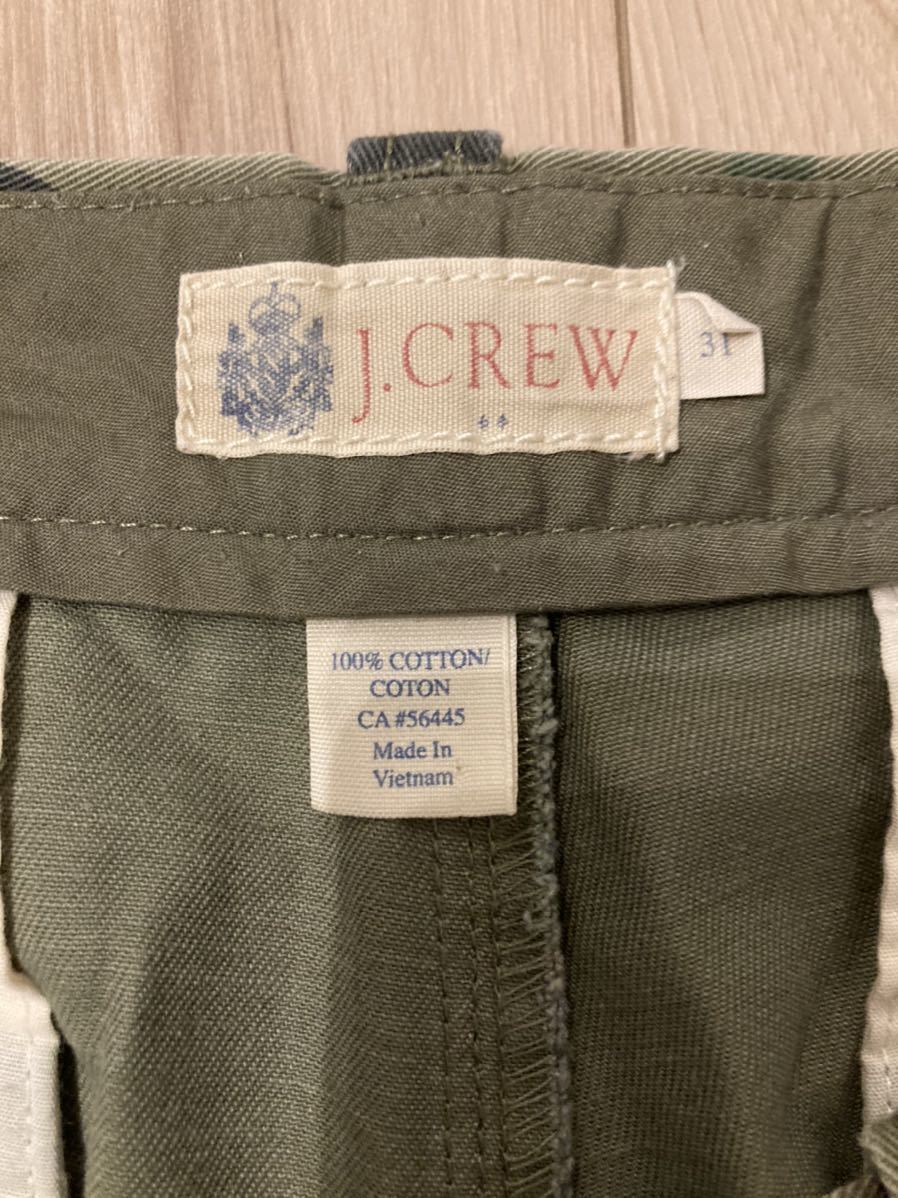 J.CREW
31
100% COTTON/
COTON
CA #56445
Made In
Vietnam